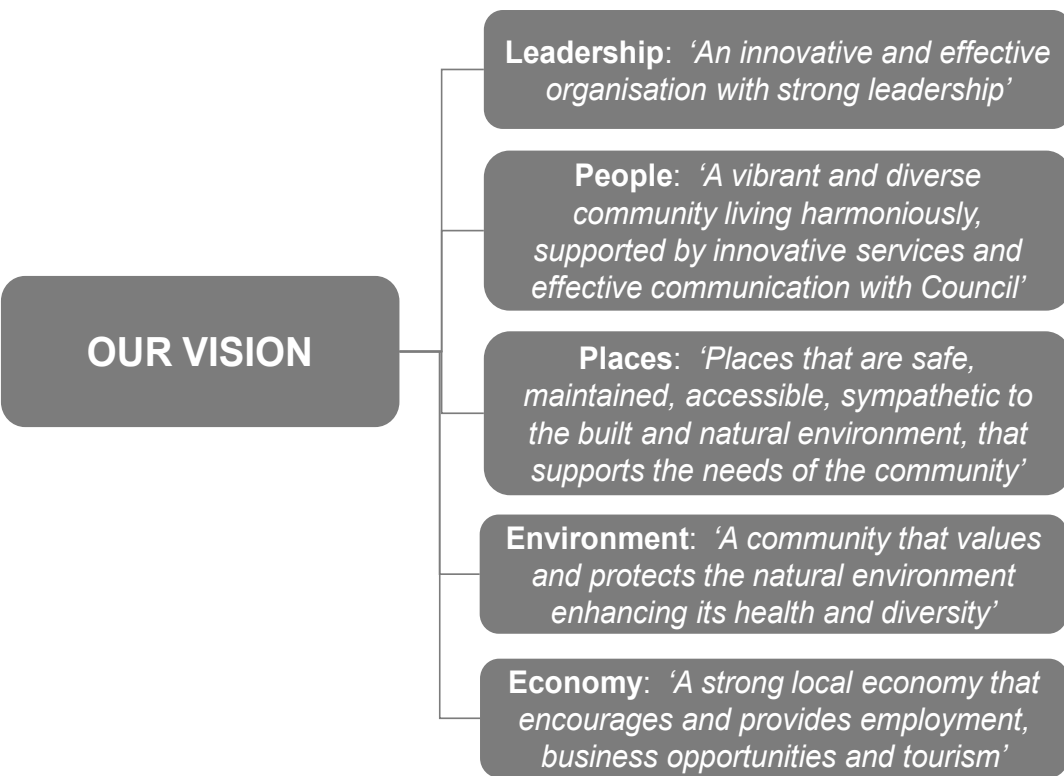 OUR VISION
Leadership:  ‘An innovative and effective
organisation with strong leadership’
People:  ‘A vibrant and diverse
community living harmoniously,
supported by innovative services and
effective communication with Council’
Places:  ‘Places that are safe,
maintained, accessible, sympathetic to
the built and natural environment, that
supports the needs of the community’
Environment:  ‘A community that values
and protects the natural environment
enhancing its health and diversity’
Economy:  ‘A strong local economy that
encourages and provides employment,
business opportunities and tourism’